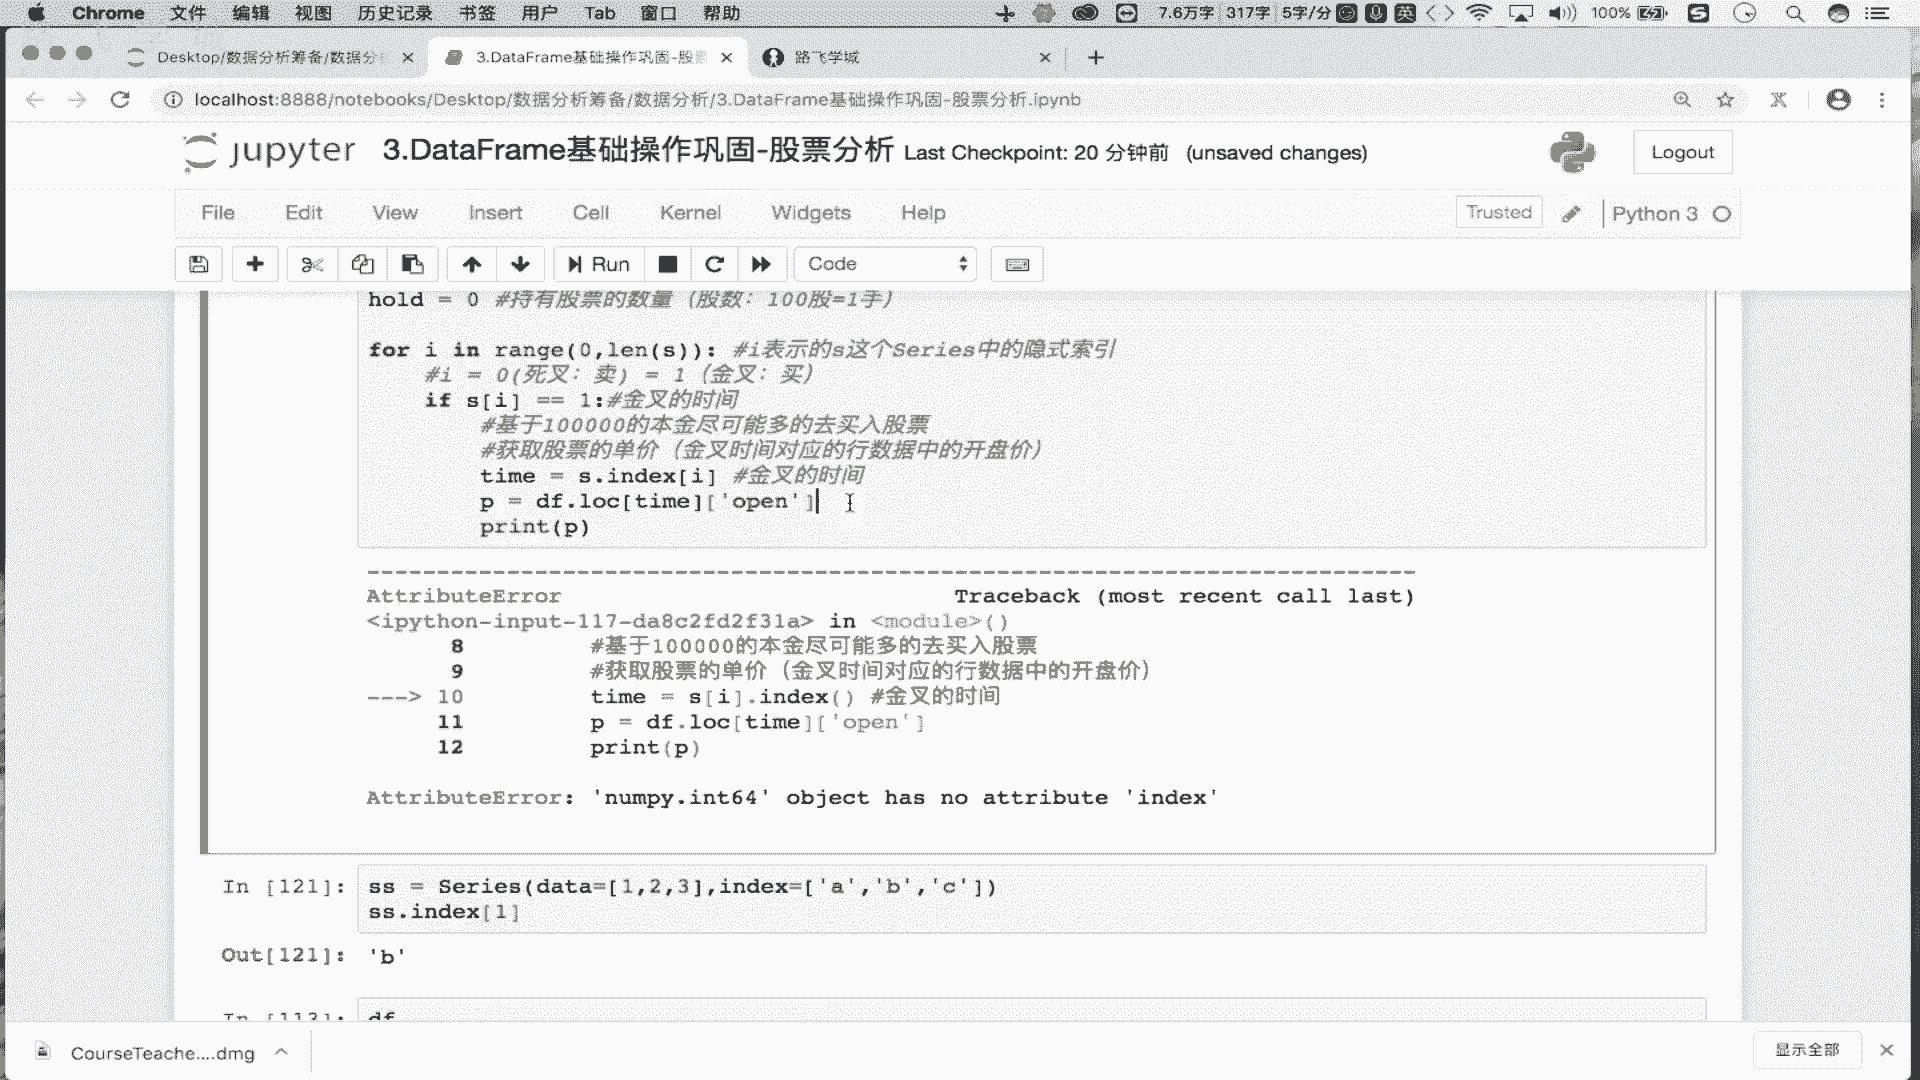 Chrome 文件 编辑 视图 历史记录 书签 用户 Tab 窗口 帮助 7.6万字 317字 5字/分 英 100%
Desktop/数据分析筹备/数据分 3.DataFrame基础操作巩固-股 路飞学城
localhost:8888/notebooks/Desktop/数据分析筹备/数据分析/3.DataFrame基础操作巩固-股票分析.ipynb
jupyter 3.DataFrame基础操作巩固-股票分析 Last Checkpoint: 20 分钟前 (unsaved changes) Logout
File Edit View Insert Cell Kernel Widgets Help Trusted Python 3
Run Code
hold = 0 #持有股票的数量（股数：100股=1手）
for i in range(0,len(s)): #i表示的s这个Series中的隐式索引
#i = 0(死叉：卖) = 1（金叉：买）
if s[i] == 1:#金叉的时间
#基于100000的本金尽可能多的去买入股票
#获取股票的单价（金叉时间对应的行数据中的开盘价）
time = s.index[i] #金叉的时间
p = df.loc[time]['open']
print(p)
---------------------------------------------------------------------------
AttributeError Traceback (most recent call last)
<ipython-input-117-da8c2fd2f31a> in <module>()
8 #基于100000的本金尽可能多的去买入股票
9 #获取股票的单价（金叉时间对应的行数据中的开盘价）
---> 10 time = s[i].index() #金叉的时间
11 p = df.loc[time]['open']
12 print(p)
AttributeError: 'numpy.int64' object has no attribute 'index'
In [121]: ss = Series(data=[1,2,3],index=['a','b','c'])
ss.index[1]
Out[121]: 'b'
In [113]: df
CourseTeache....dmg 显示全部